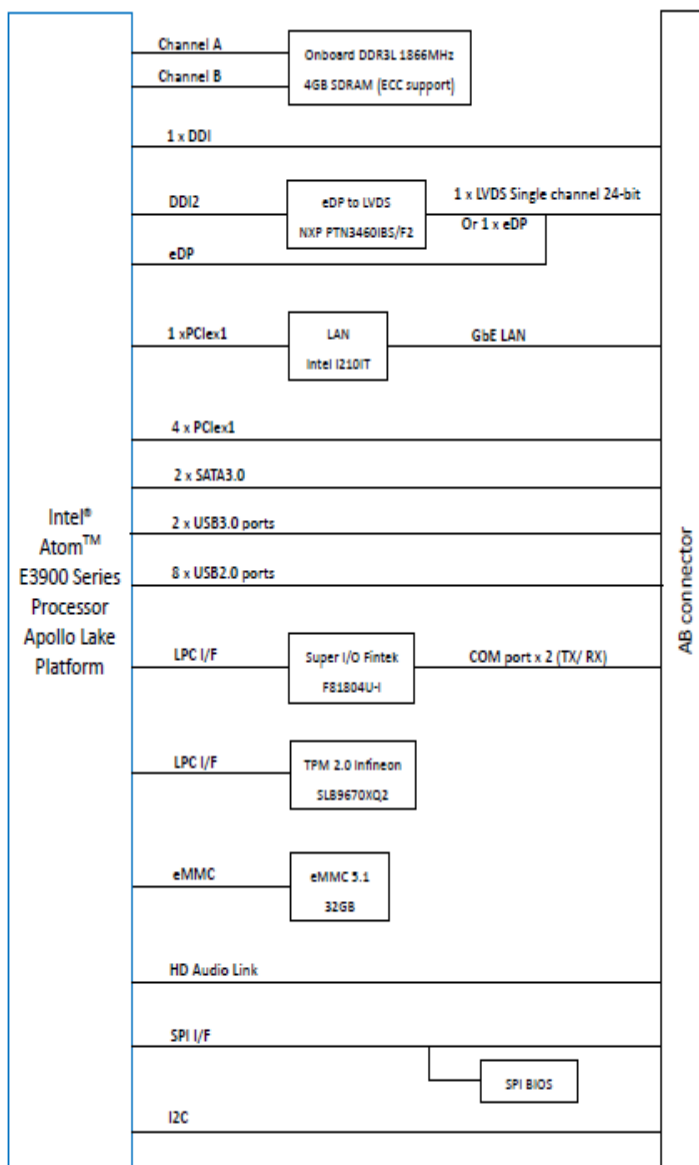 Channel A
Channel B
Onboard DDR3L 1866MHz
4GB SDRAM (ECC support)
1 x DDI
DDI2
eDP to LVDS
NXP PTN3460IBS/F2
1 x LVDS Single channel 24-bit
Or 1 x eDP
eDP
1 xPCIex1
LAN
Intel I210IT
GbE LAN
4 x PCIex1
2 x SATA3.0
2 x USB3.0 ports
8 x USB2.0 ports
Intel®
Atom™
E3900 Series
Processor
Apollo Lake
Platform
AB connector
LPC I/F
Super I/O Fintek
F81804U-I
COM port x 2 (TX/ RX)
LPC I/F
TPM 2.0 Infineon
SLB9670XQ2
eMMC
eMMC 5.1
32GB
HD Audio Link
SPI I/F
SPI BIOS
I2C